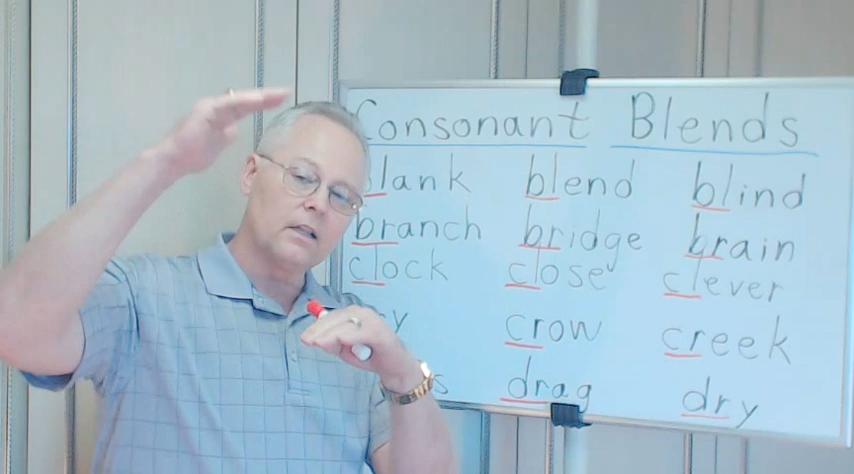 Consonant Blends
blend blind
branch bridge brain
clock close clever
crow creek
drag dry